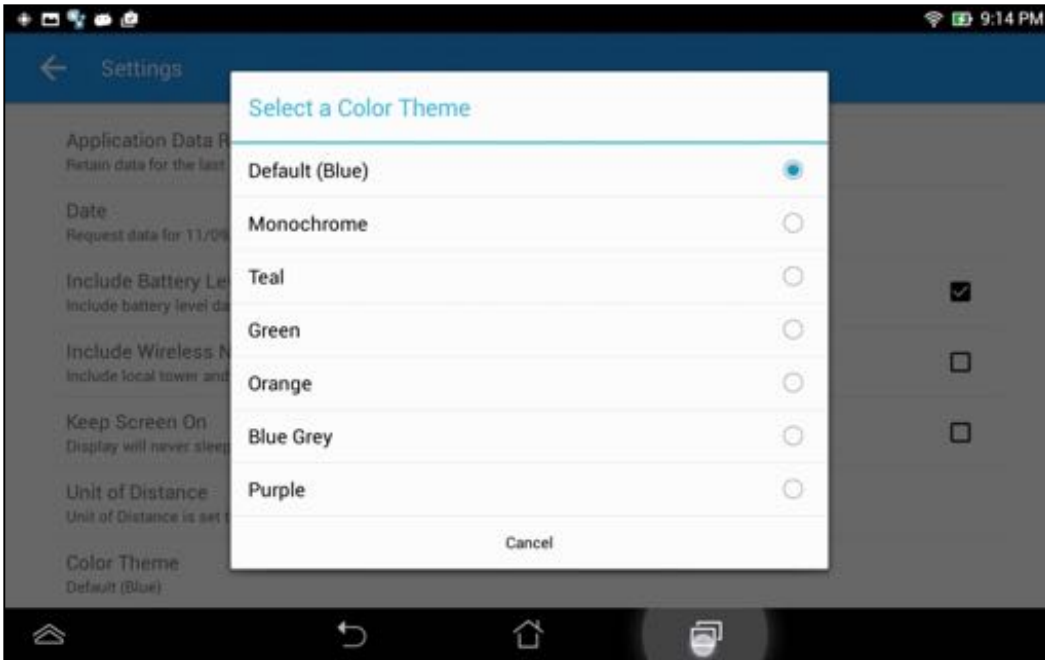 9:14 PM
Settings
Select a Color Theme
Default (Blue)
Monochrome
Teal
Green
Orange
Blue Grey
Purple
Cancel
Application Data R
Retain data for the last
Date
Request data for 11/09
Include Battery Le
Include battery level da
Include Wireless N
Include local tower and
Keep Screen On
Display will never sleep
Unit of Distance
Unit of Distance is set t
Color Theme
Default (Blue)